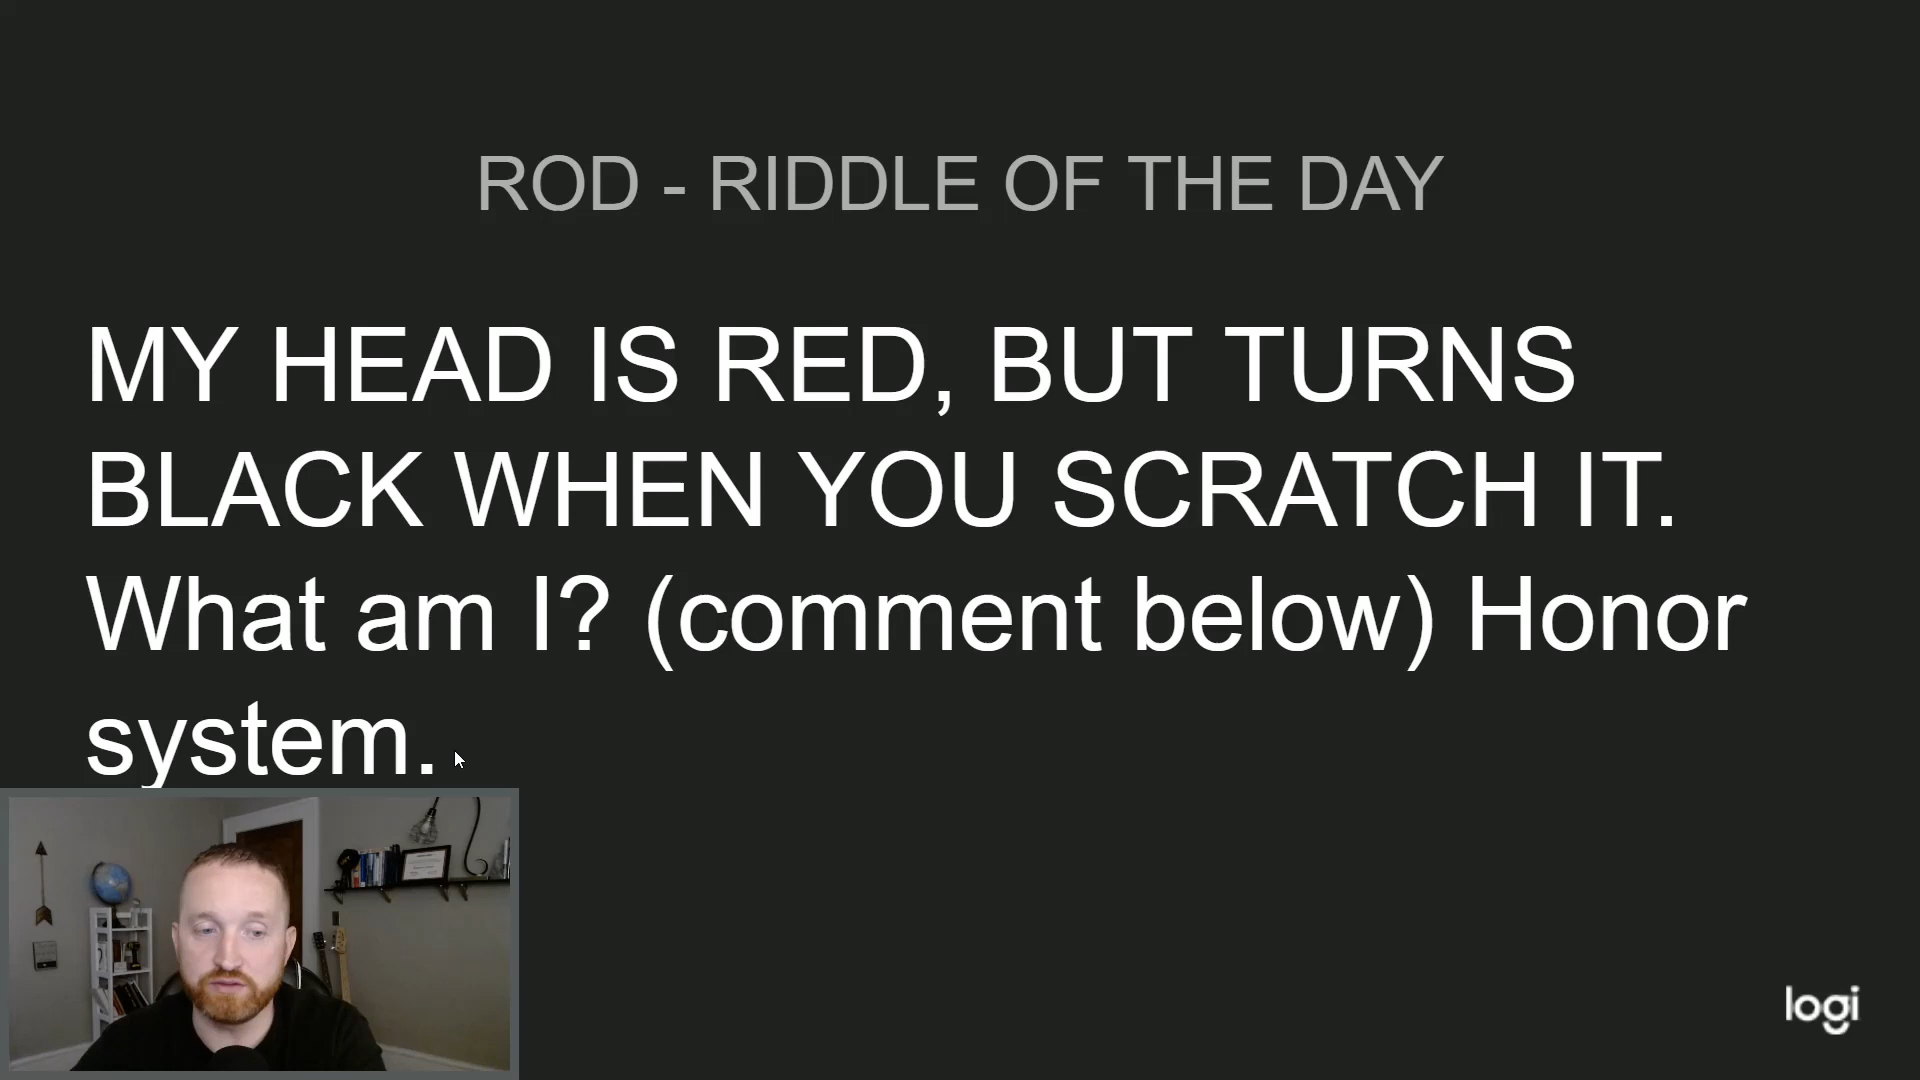 ROD - RIDDLE OF THE DAY
MY HEAD IS RED, BUT TURNS
BLACK WHEN YOU SCRATCH IT.
What am I? (comment below) Honor
system.
logi